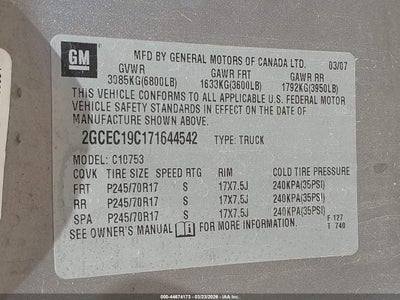 GM
MFD BY GENERAL MOTORS OF CANADA LTD. 03/07
GVWR GAWR FRT GAWR RR
3085KG(6800LB) 1633KG(3600LB) 1792KG(3950LB)
THIS VEHICLE CONFORMS TO ALL APPLICABLE U.S. FEDERAL MOTOR
VEHICLE SAFETY STANDARDS IN EFFECT ON THE DATE OF
MANUFACTURE SHOWN ABOVE.
2GCEC19C171644542 TYPE: TRUCK
MODEL: C10753
COVK TIRE SIZE SPEED RTG RIM COLD TIRE PRESSURE
FRT P245/70R17 S 17X7.5J 240KPA(35PSI)
RR P245/70R17 S 17X7.5J 240KPA(35PSI)
SPA P245/70R17 S 17X7.5J 240KPA(35PSI)
SEE OWNER'S MANUAL FOR MORE INFORMATION. F 127
T 740
000-44674173 - 03/23/2026 - IAA Inc.